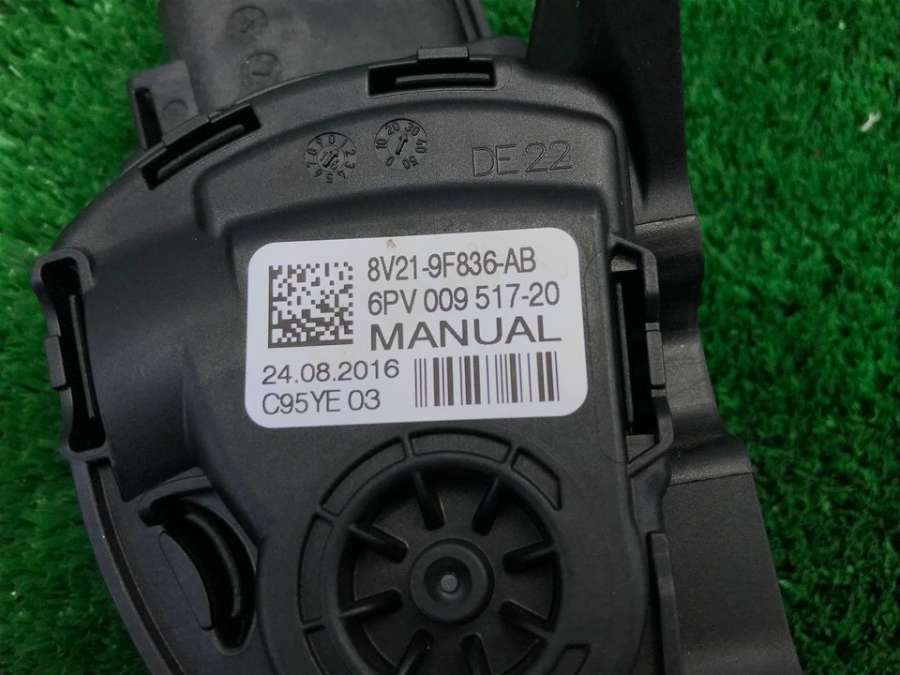 DE 22
8V21-9F836-AB
6PV 009 517-20
MANUAL
24.08.2016
C95YE 03